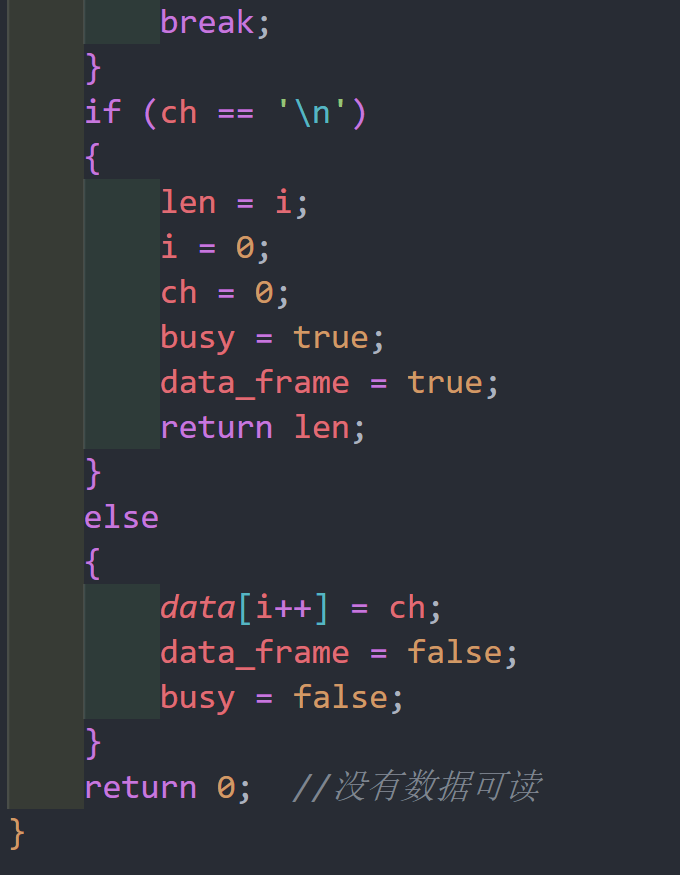 break;
}
if (ch == '\n')
{
len = i;
i = 0;
ch = 0;
busy = true;
data_frame = true;
return len;
}
else
{
data[i++] = ch;
data_frame = false;
busy = false;
}
return 0;  //没有数据可读
}